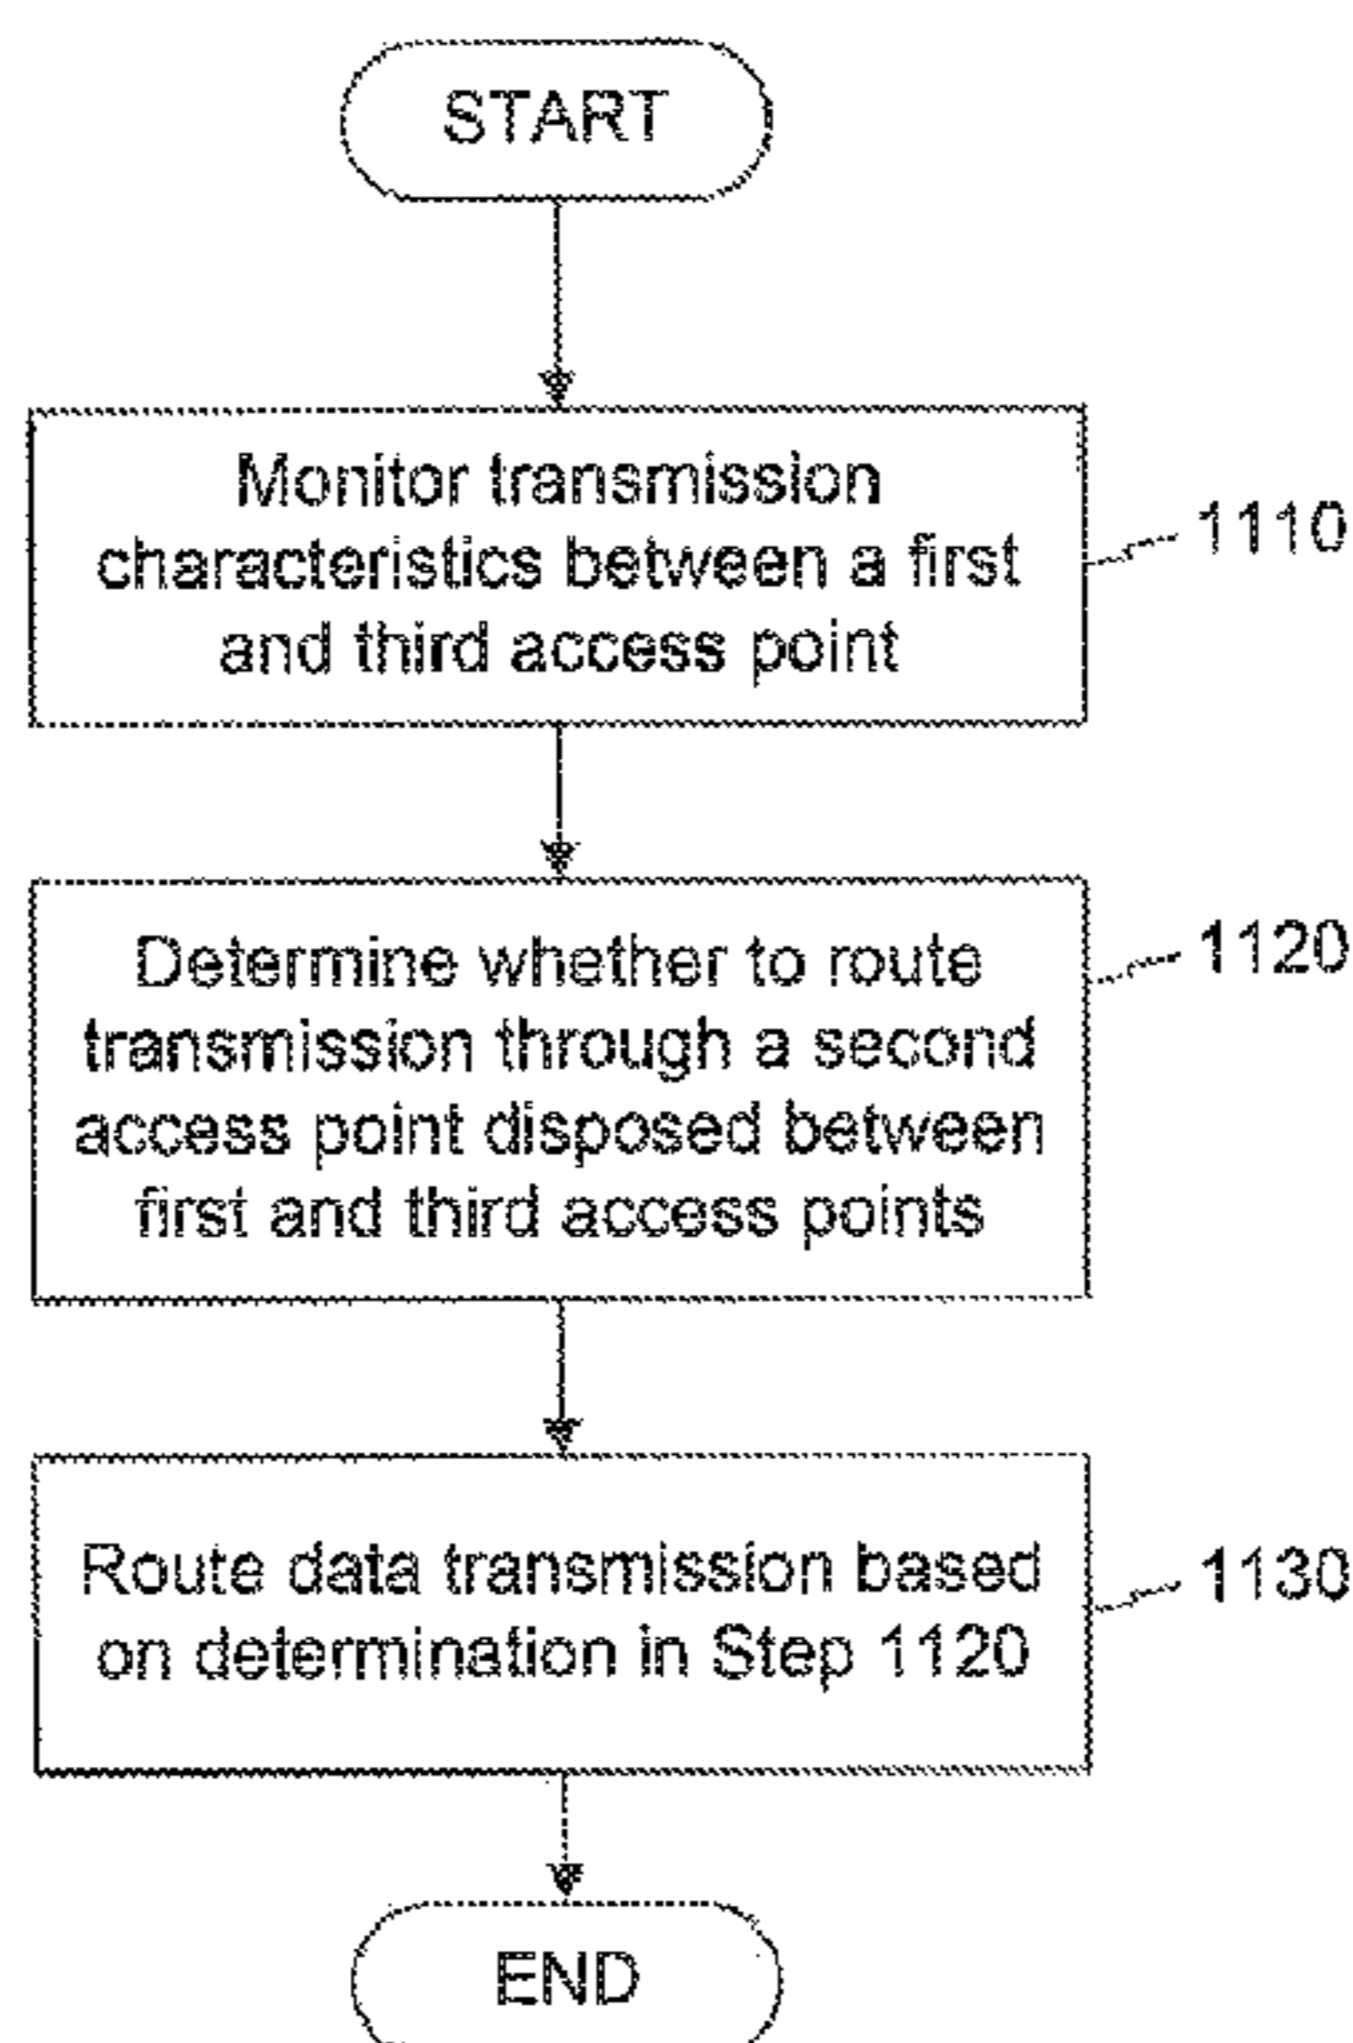 START
Monitor transmission
characteristics between a first
and third access point
1110
Determine whether to route
transmission through a second
access point disposed between
first and third access points
1120
Route data transmission based
on determination in Step 1120
1130
END